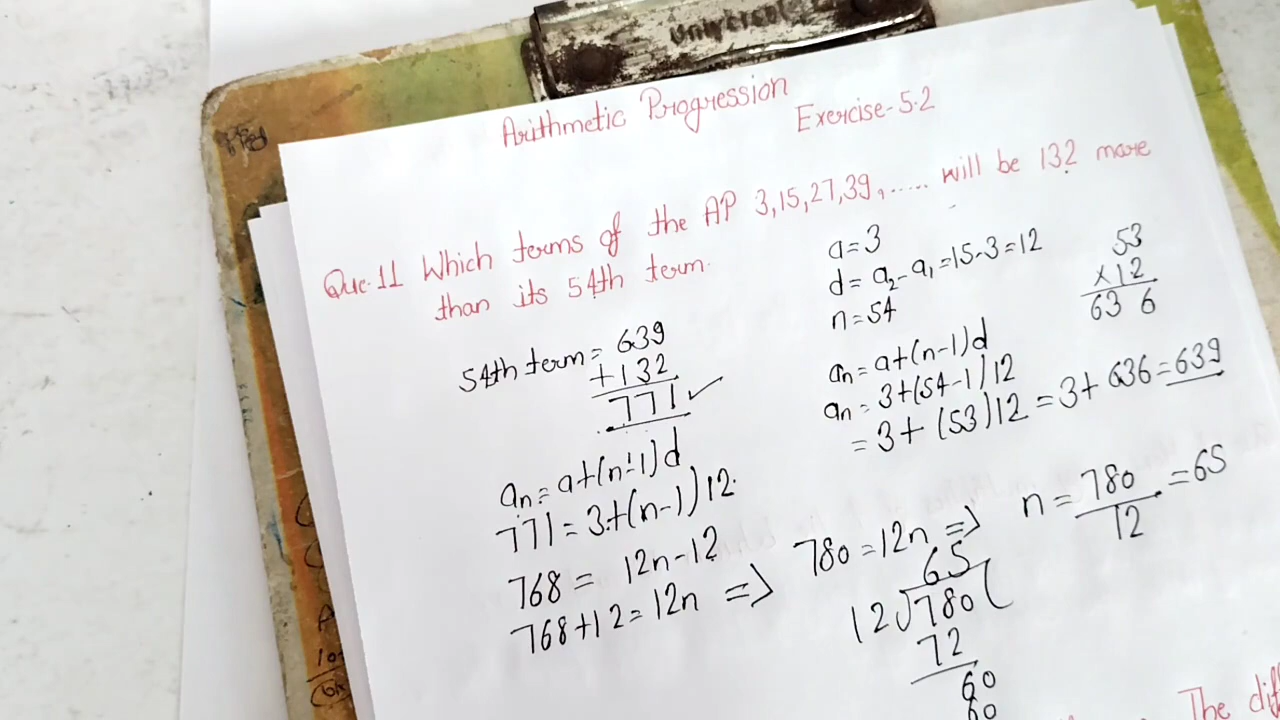 Universal
Arithmetic Progression
Exercise-5.2
Que.11 Which terms of the AP 3,15,27,39,..... will be 132 more
than its 54th term.
a=3
d= a₂-a₁=15-3=12
n=54
53
×12
63 6
54th term= 639
+132
771 ✓
aₙ= a+(n-1)d
aₙ= 3+(54-1)12
= 3+ (53)12 = 3+ 636=639
aₙ= a+(n-1)d
771= 3+(n-1)12
768= 12n-12
768+12=12n => 780=12n => n= 780/12 =65
65
12)780(
72
60
60
The dif